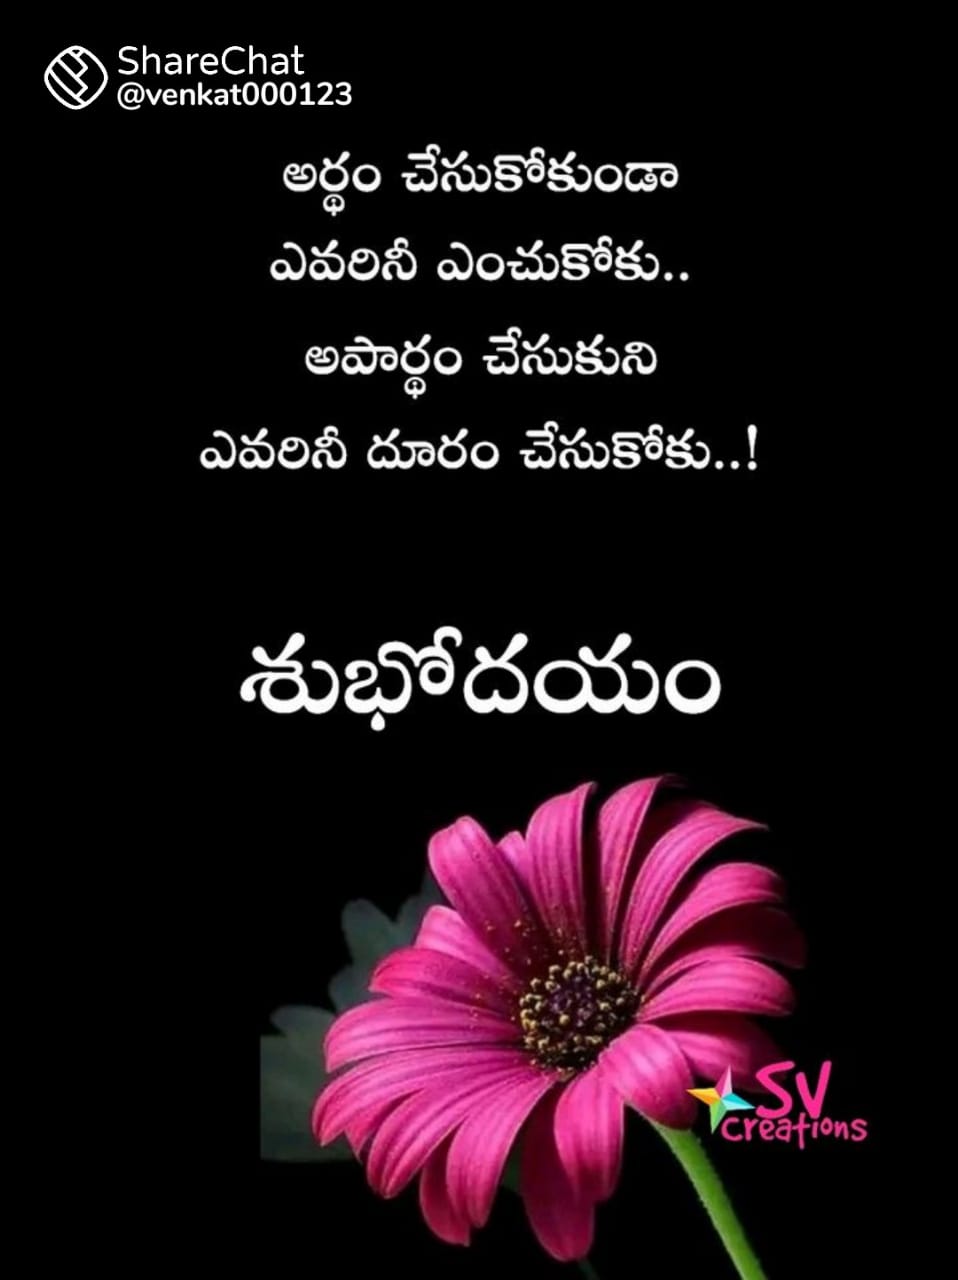 ShareChat
@venkat000123
అర్థం చేసుకోకుండా
ఎవరినీ ఎంచుకోకు..
అపార్థం చేసుకుని
ఎవరినీ దూరం చేసుకోకు..!
శుభోదయం
SV
creations